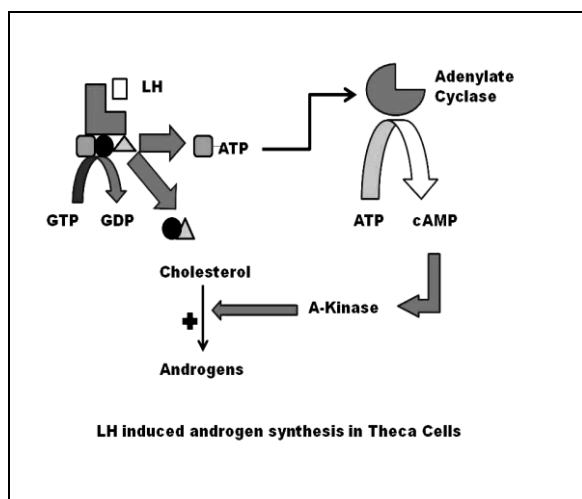 LH
Adenylate
Cyclase
ATP
GTP GDP
ATP cAMP
Cholesterol
A-Kinase
Androgens
LH induced androgen synthesis in Theca Cells